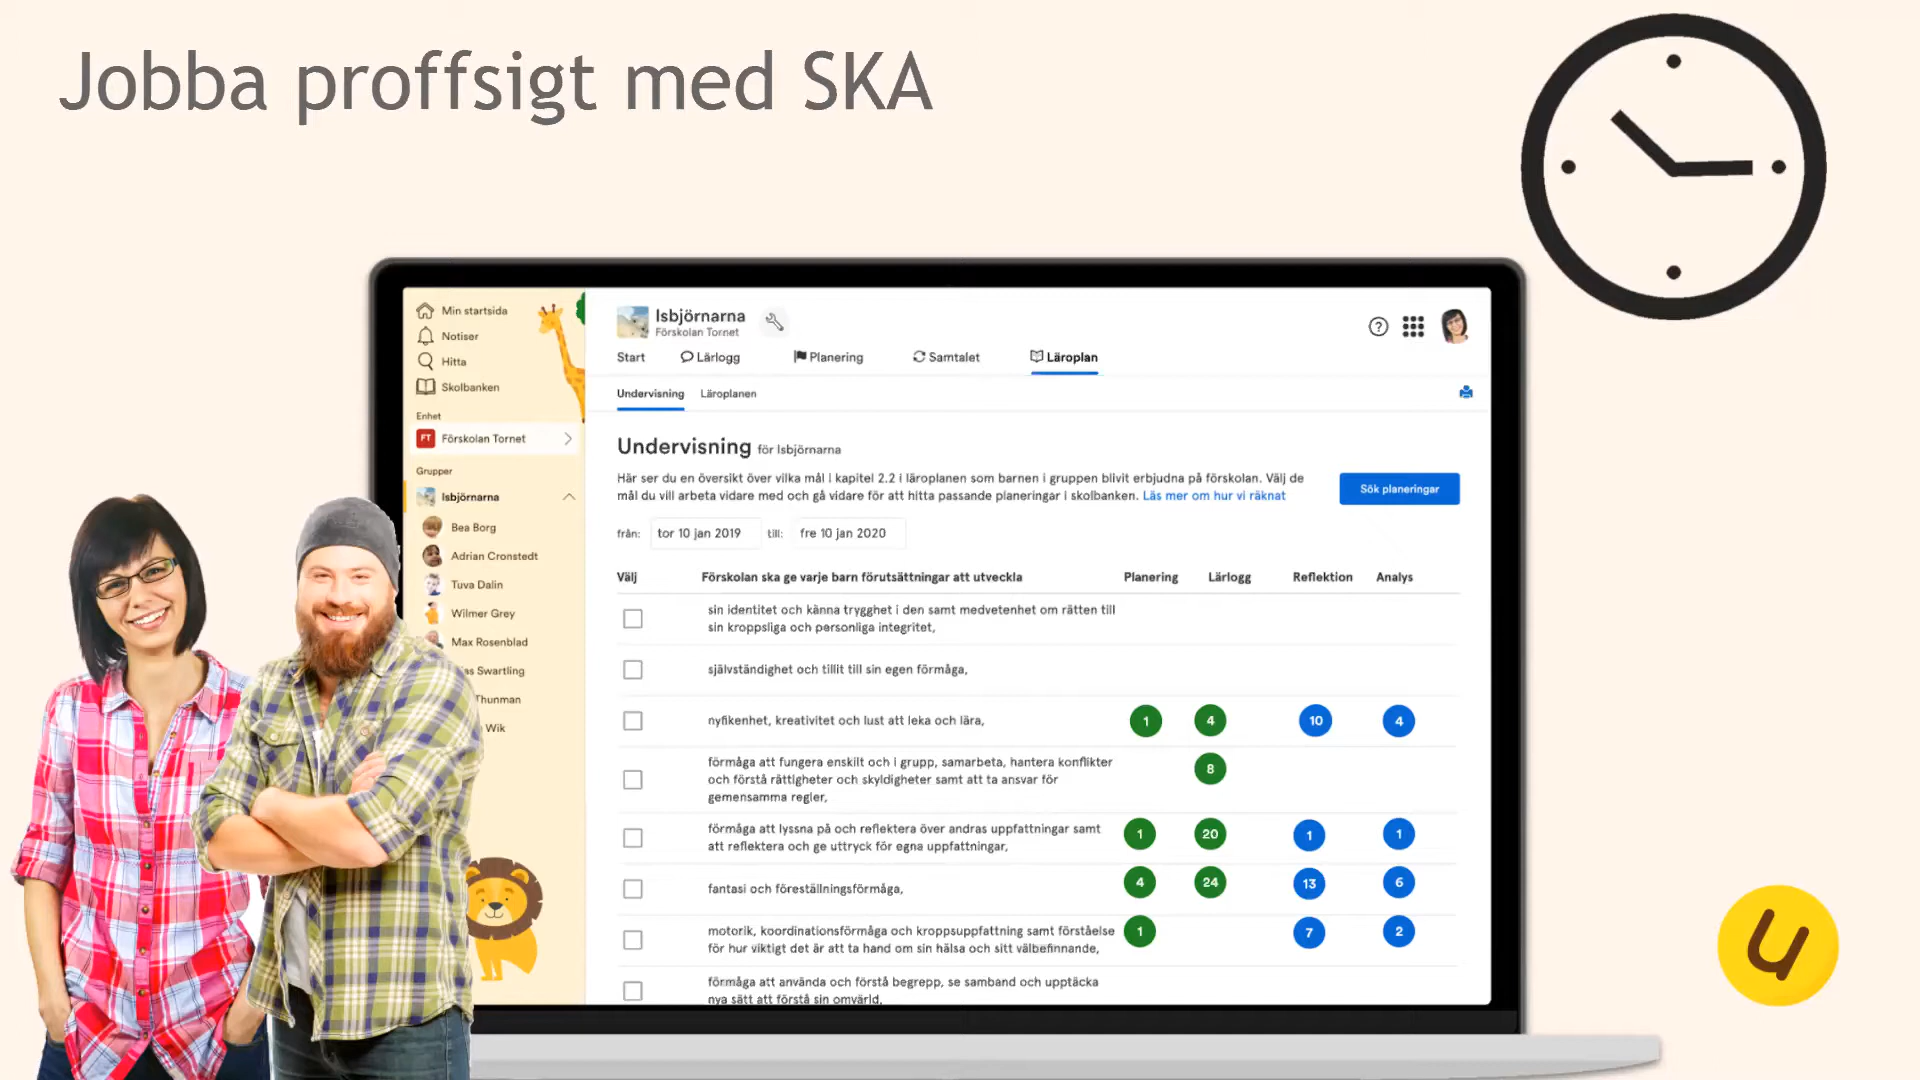 Jobba proffsigt med SKA
Min startsida
Notiser
Hitta
Skolbanken
Enhet
FT Förskolan Tornet
Grupper
Isbjörnarna
Bea Borg
Adrian Cronstedt
Tuva Dalin
Wilmer Grey
Max Rosenblad
Swartling
Thunman
Wik
Isbjörnarna
Förskolan Tornet
Start Lärlogg Planering Samtalet Läroplan
Undervisning Läroplanen
Undervisning för Isbjörnarna
Här ser du en översikt över vilka mål i kapitel 2.2 i läroplanen som barnen i gruppen blivit erbjudna på förskolan. Välj de
mål du vill arbeta vidare med och gå vidare för att hitta passande planeringar i skolbanken. Läs mer om hur vi räknat
Sök planeringar
från: tor 10 jan 2019 till: fre 10 jan 2020
Välj Förskolan ska ge varje barn förutsättningar att utveckla Planering Lärlogg Reflektion Analys
sin identitet och känna trygghet i den samt medvetenhet om rätten till
sin kroppsliga och personliga integritet,
självständighet och tillit till sin egen förmåga,
nyfikenhet, kreativitet och lust att leka och lära, 1 4 10 4
förmåga att fungera enskilt och i grupp, samarbeta, hantera konflikter
och förstå rättigheter och skyldigheter samt att ta ansvar för
gemensamma regler,
8
förmåga att lyssna på och reflektera över andras uppfattningar samt
att reflektera och ge uttryck för egna uppfattningar,
1 20 1 1
fantasi och föreställningsförmåga, 4 24 13 6
motorik, koordinationsförmåga och kroppsuppfattning samt förståelse
för hur viktigt det är att ta hand om sin hälsa och sitt välbefinnande,
1 7 2
förmåga att använda och förstå begrepp, se samband och upptäcka
nya sätt att förstå sin omvärld,
u